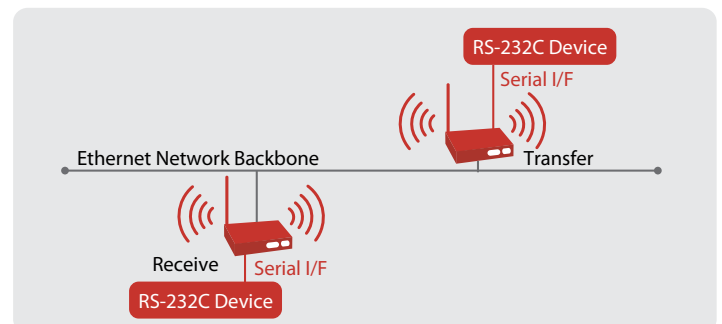 RS-232C Device
Serial I/F
Ethernet Network Backbone
Transfer
Receive
Serial I/F
RS-232C Device